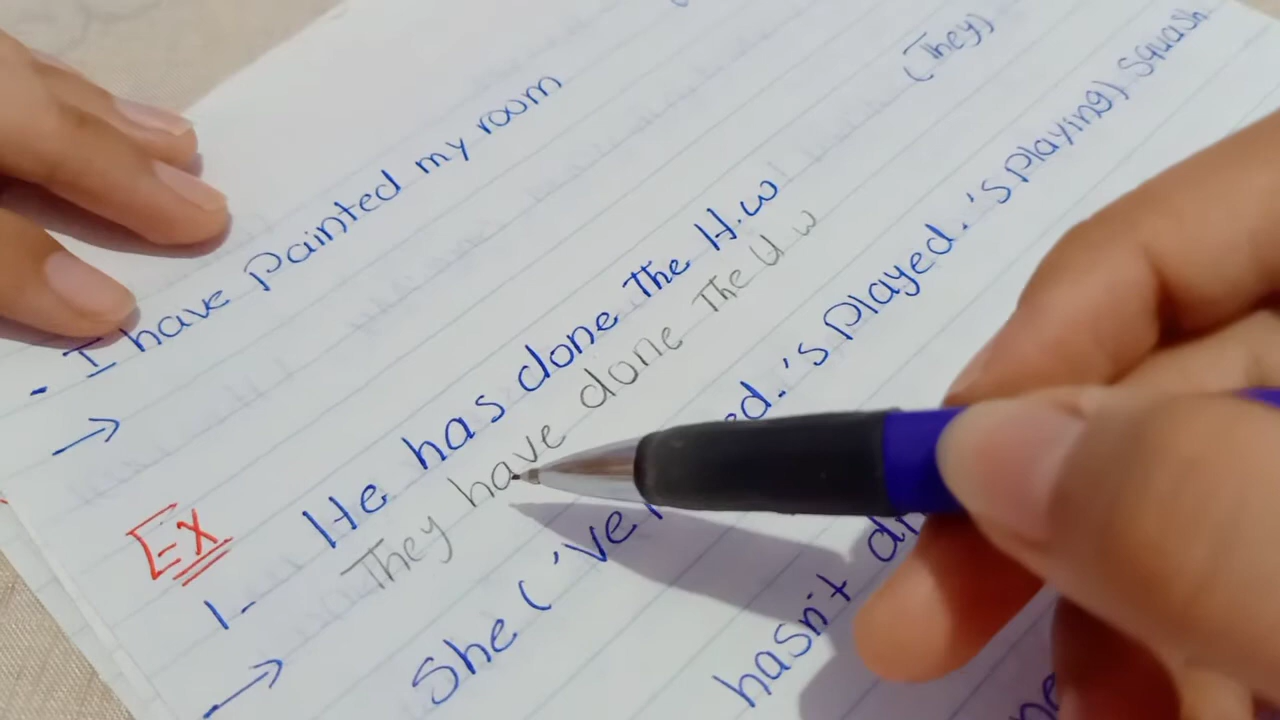 • I have painted my room
→
Ex
1- He has done the H.w (They)
They have done the H w
→ She ('ve ed. 's played. 's playing) squash
hasn't